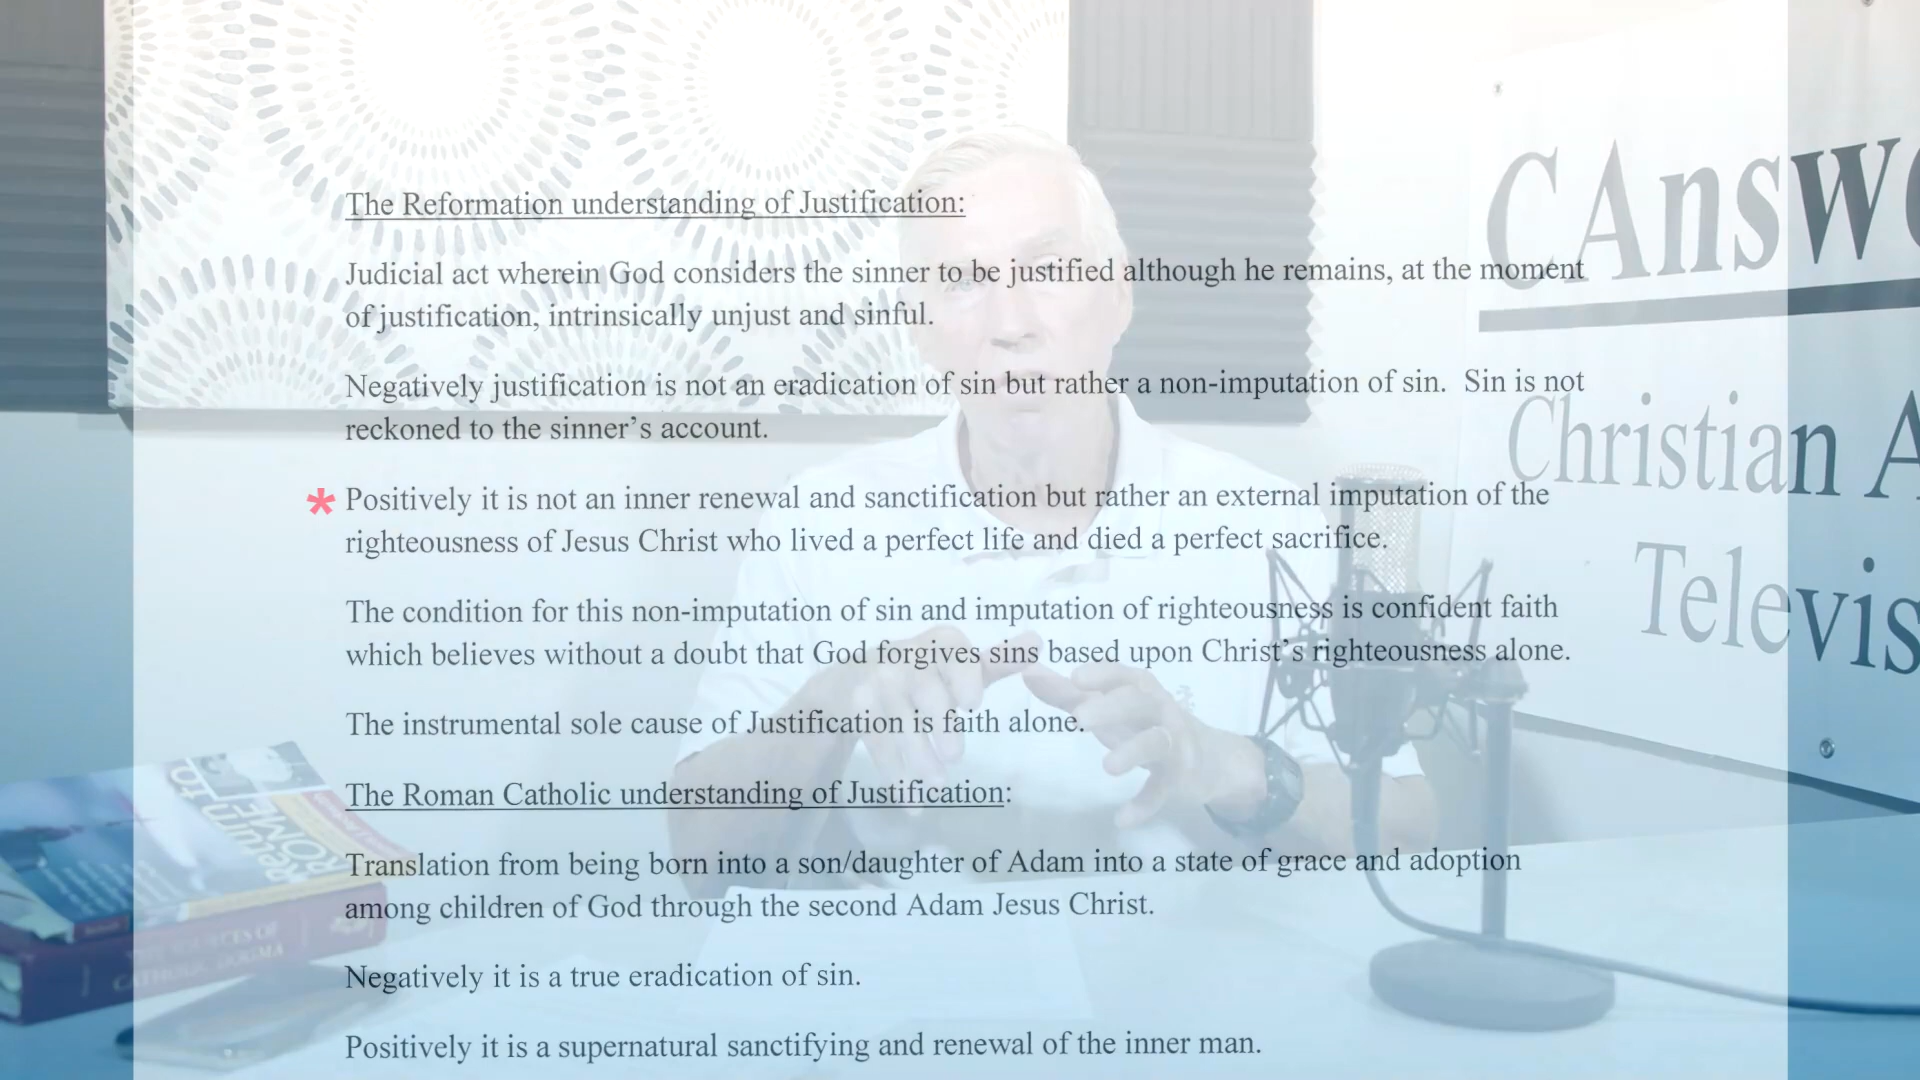 The Reformation understanding of Justification:
Judicial act wherein God considers the sinner to be justified although he remains, at the moment
of justification, intrinsically unjust and sinful.
Negatively justification is not an eradication of sin but rather a non-imputation of sin.  Sin is not
reckoned to the sinner’s account.
* Positively it is not an inner renewal and sanctification but rather an external imputation of the
righteousness of Jesus Christ who lived a perfect life and died a perfect sacrifice.
The condition for this non-imputation of sin and imputation of righteousness is confident faith
which believes without a doubt that God forgives sins based upon Christ’s righteousness alone.
The instrumental sole cause of Justification is faith alone.
The Roman Catholic understanding of Justification:
Translation from being born into a son/daughter of Adam into a state of grace and adoption
among children of God through the second Adam Jesus Christ.
Negatively it is a true eradication of sin.
Positively it is a supernatural sanctifying and renewal of the inner man.
CAnswe
Christian A
Televis
Return to
ROME
SOURCES OF
CATHOLIC DOGMA